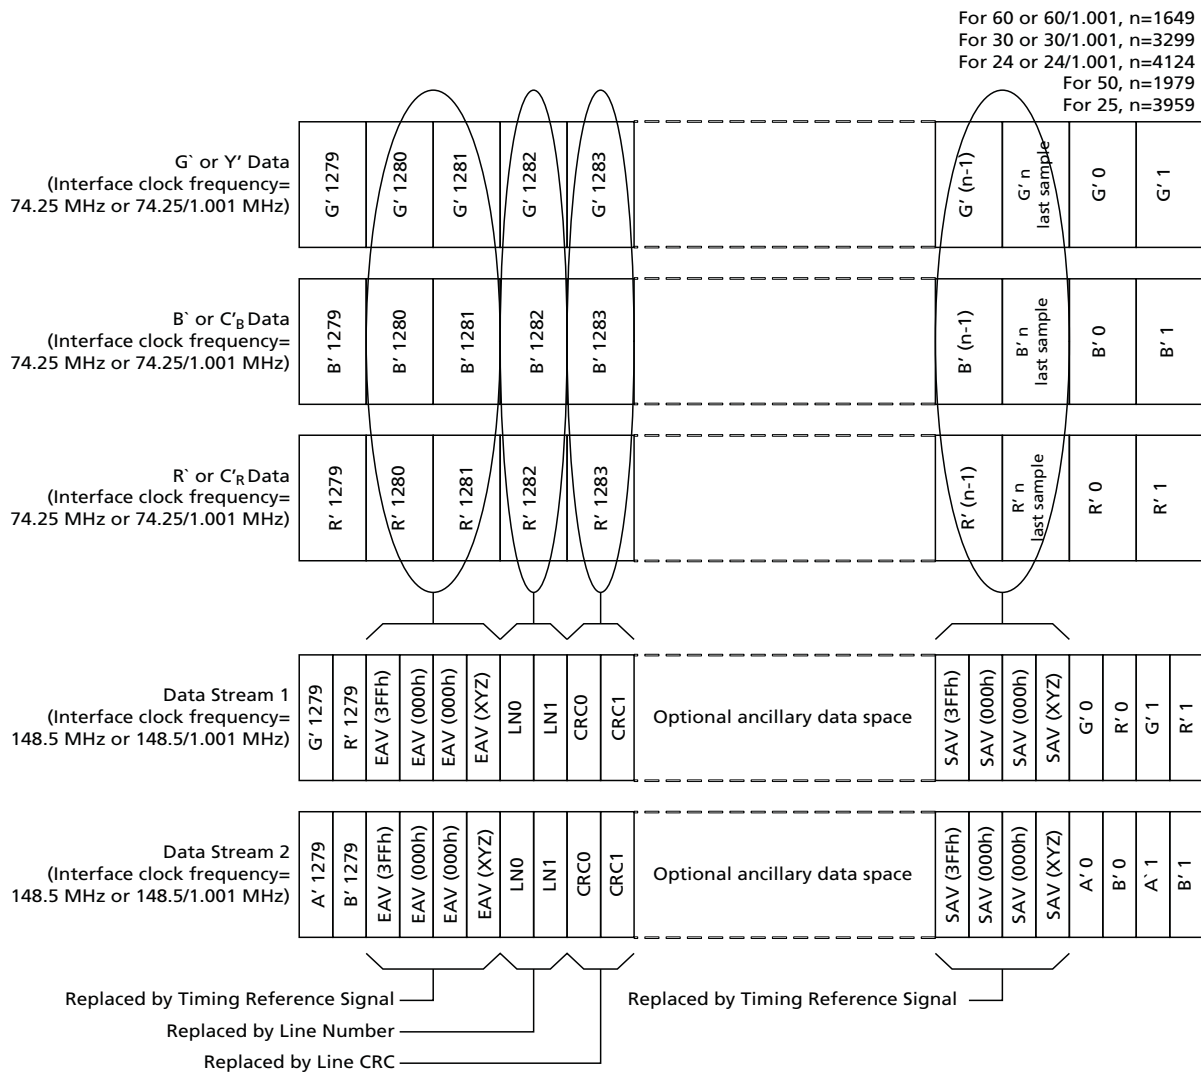 For 60 or 60/1.001, n=1649
For 30 or 30/1.001, n=3299
For 24 or 24/1.001, n=4124
For 50, n=1979
For 25, n=3959
G` or Y' Data
(Interface clock frequency=
74.25 MHz or 74.25/1.001 MHz)
G' 1279
G' 1280
G' 1281
G' 1282
G' 1283
G' (n-1)
G' n
last sample
G' 0
G' 1
B` or C'B Data
(Interface clock frequency=
74.25 MHz or 74.25/1.001 MHz)
B' 1279
B' 1280
B' 1281
B' 1282
B' 1283
B' (n-1)
B' n
last sample
B' 0
B' 1
R` or C'R Data
(Interface clock frequency=
74.25 MHz or 74.25/1.001 MHz)
R' 1279
R' 1280
R' 1281
R' 1282
R' 1283
R' (n-1)
R' n
last sample
R' 0
R' 1
Data Stream 1
(Interface clock frequency=
148.5 MHz or 148.5/1.001 MHz)
G' 1279
R' 1279
EAV (3FFh)
EAV (000h)
EAV (000h)
EAV (XYZ)
LN0
LN1
CRC0
CRC1
Optional ancillary data space
SAV (3FFh)
SAV (000h)
SAV (000h)
SAV (XYZ)
G' 0
R' 0
G' 1
R' 1
Data Stream 2
(Interface clock frequency=
148.5 MHz or 148.5/1.001 MHz)
A' 1279
B' 1279
EAV (3FFh)
EAV (000h)
EAV (000h)
EAV (XYZ)
LN0
LN1
CRC0
CRC1
Optional ancillary data space
SAV (3FFh)
SAV (000h)
SAV (000h)
SAV (XYZ)
A' 0
B' 0
A` 1
B' 1
Replaced by Timing Reference Signal
Replaced by Timing Reference Signal
Replaced by Line Number
Replaced by Line CRC